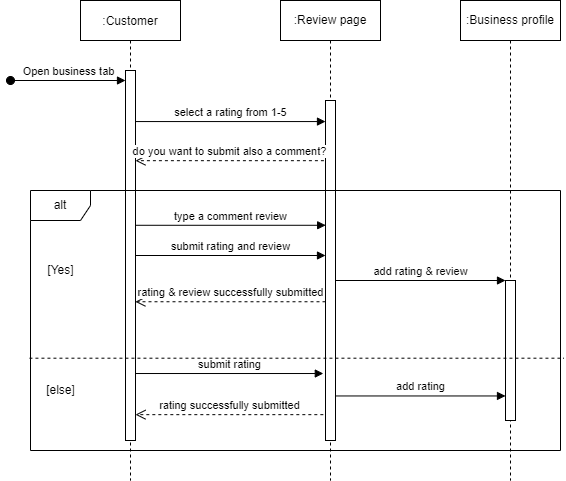 :Customer
:Review page
:Business profile
Open business tab
select a rating from 1-5
do you want to submit also a comment?
alt
type a comment review
submit rating and review
[Yes]
add rating & review
rating & review successfully submitted
submit rating
[else]
add rating
rating successfully submitted